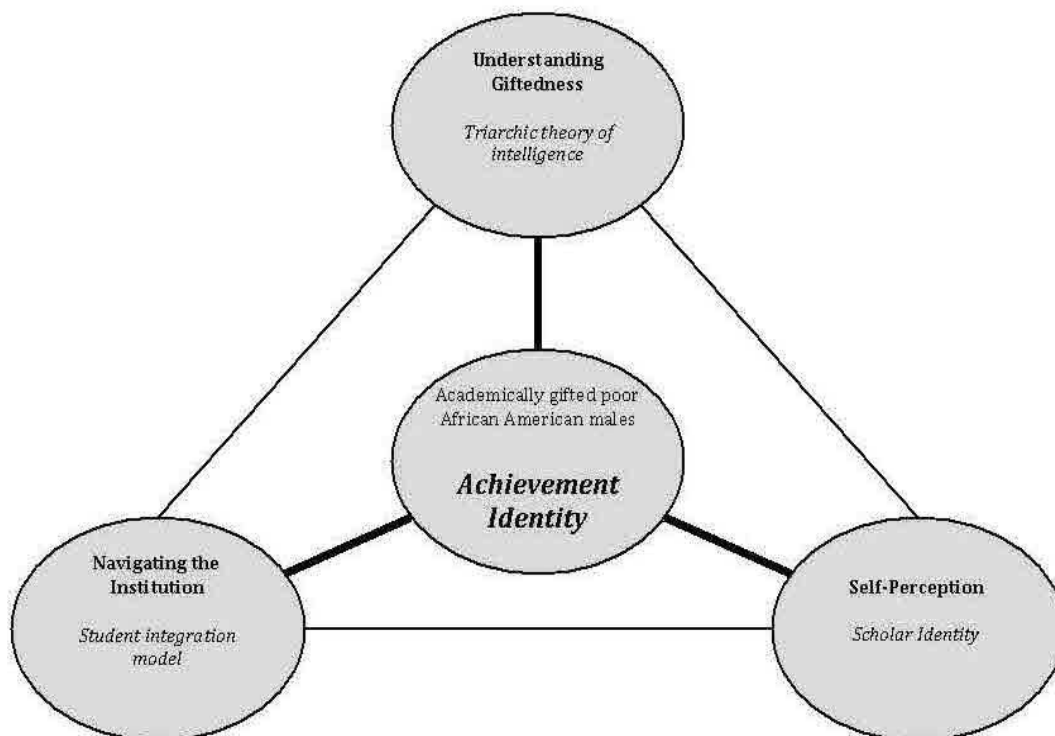 Understanding
Giftedness
Triarchic theory of
intelligence
Academically gifted poor
African American males
Achievement
Identity
Navigating the
Institution
Student integration
model
Self-Perception
Scholar Identity